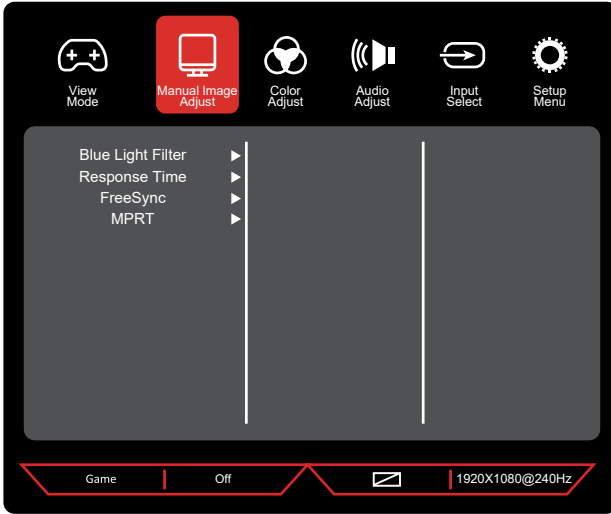 View
Mode
Manual Image
Adjust
Color
Adjust
Audio
Adjust
Input
Select
Setup
Menu
Blue Light Filter
Response Time
FreeSync
MPRT
Game
Off
1920X1080@240Hz